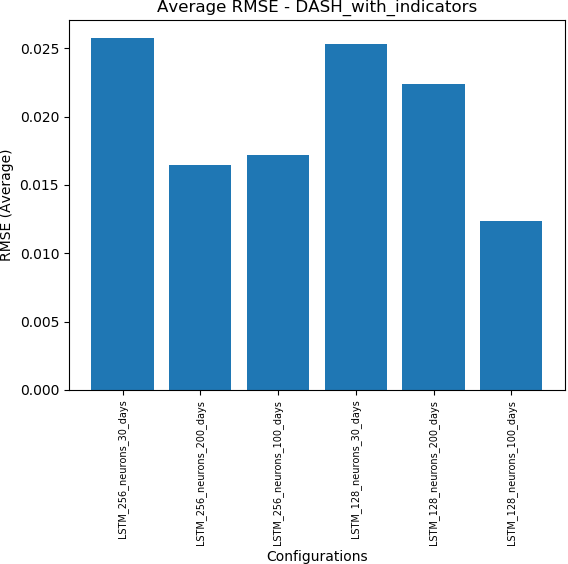 Average RMSE - DASH_with_indicators
RMSE (Average)
0.025
0.020
0.015
0.010
0.005
0.000
LSTM_256_neurons_30_days
LSTM_256_neurons_200_days
LSTM_256_neurons_100_days
LSTM_128_neurons_30_days
LSTM_128_neurons_200_days
LSTM_128_neurons_100_days
Configurations